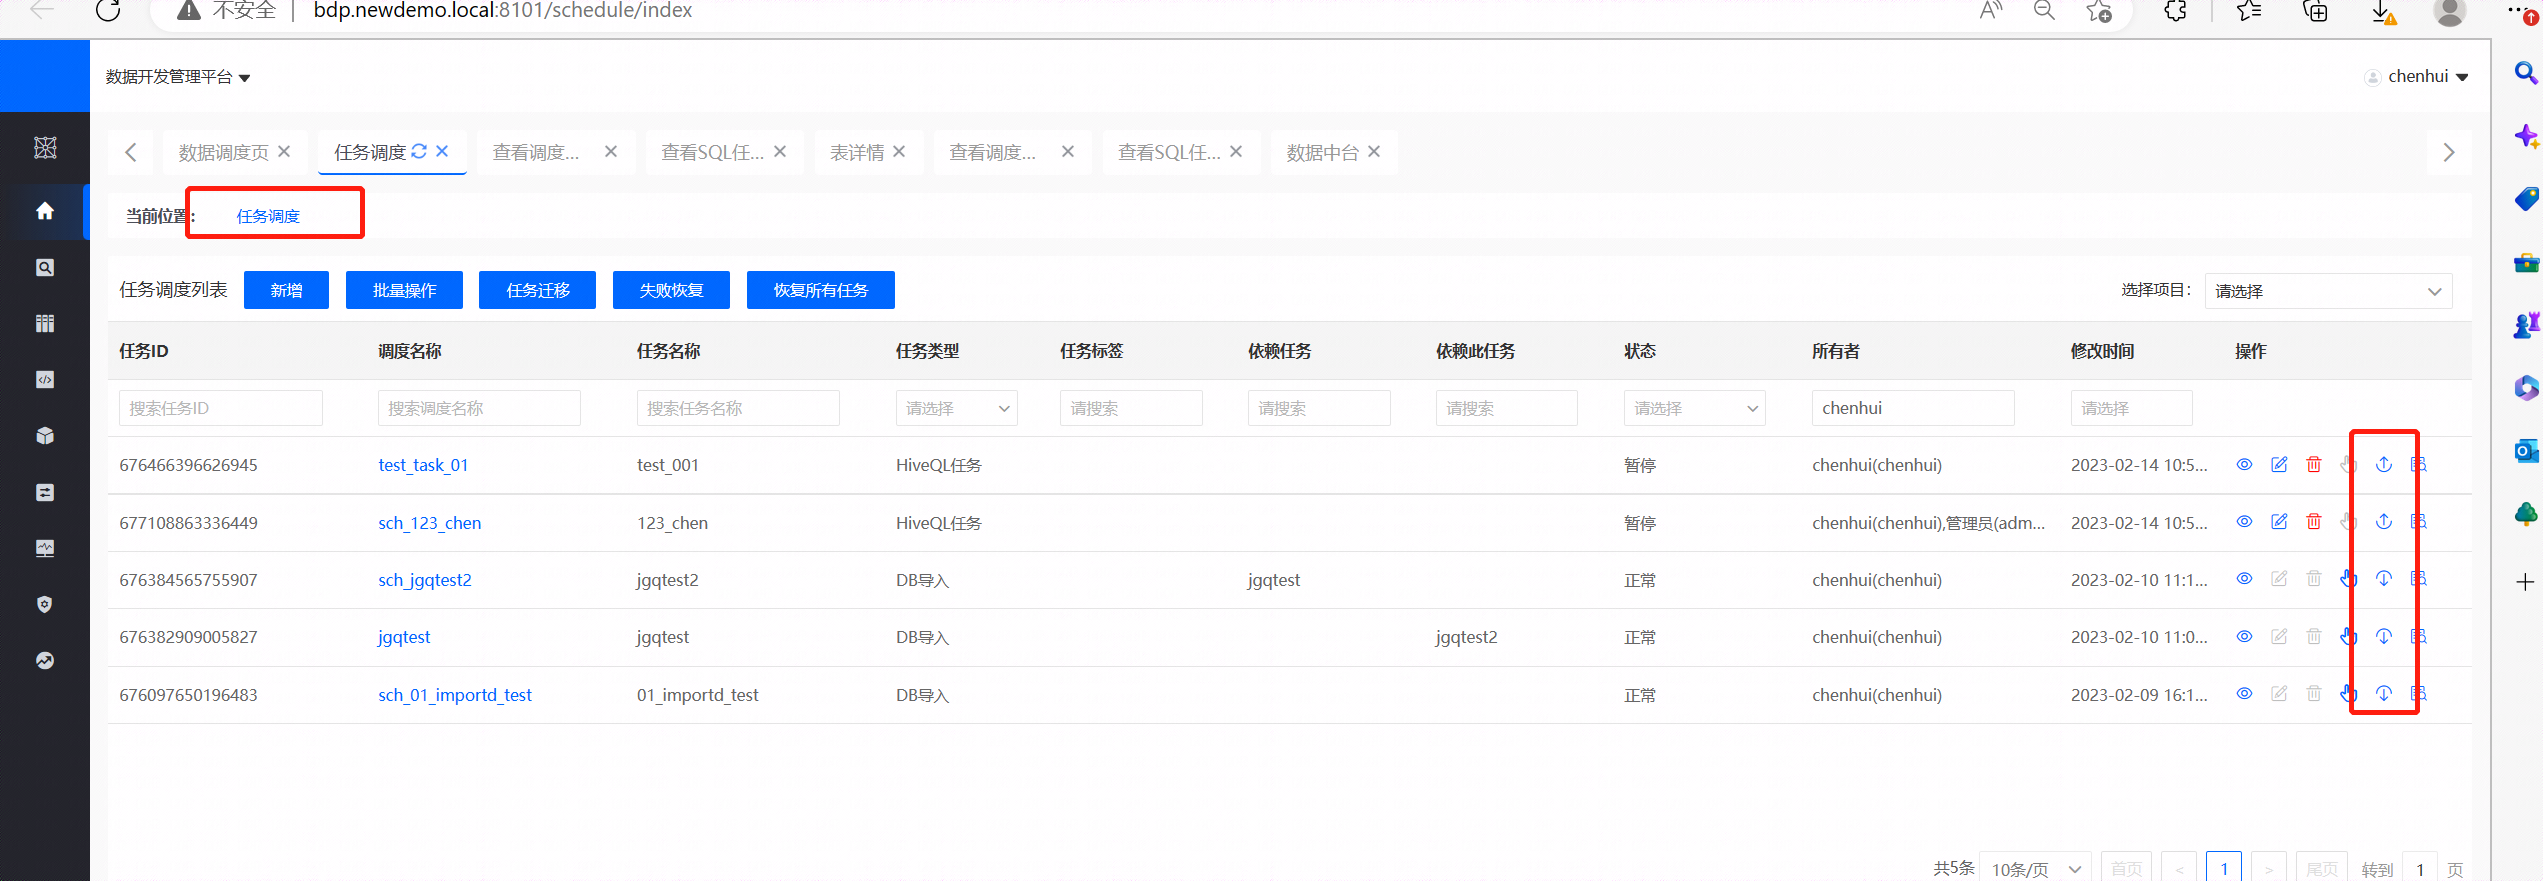 不安全 bdp.newdemo.local:8101/schedule/index
数据开发管理平台 chenhui
数据调度页 任务调度 查看调度... 查看SQL任... 表详情 查看调度... 查看SQL任... 数据中台
当前位置: 任务调度
任务调度列表 新增 批量操作 任务迁移 失败恢复 恢复所有任务 选择项目: 请选择
任务ID 调度名称 任务名称 任务类型 任务标签 依赖任务 依赖此任务 状态 所有者 修改时间 操作
搜索任务ID 搜索调度名称 搜索任务名称 请选择 请搜索 请搜索 请搜索 请选择 chenhui 请选择
676466396626945 test_task_01 test_001 HiveQL任务 暂停 chenhui(chenhui) 2023-02-14 10:5...
677108863336449 sch_123_chen 123_chen HiveQL任务 暂停 chenhui(chenhui),管理员(adm... 2023-02-14 10:5...
676384565755907 sch_jgqtest2 jgqtest2 DB导入 jgqtest 正常 chenhui(chenhui) 2023-02-10 11:1...
676382909005827 jgqtest jgqtest DB导入 jgqtest2 正常 chenhui(chenhui) 2023-02-10 11:0...
676097650196483 sch_01_importd_test 01_importd_test DB导入 正常 chenhui(chenhui) 2023-02-09 16:1...
共5条 10条/页 首页 < 1 > 尾页 转到 1 页